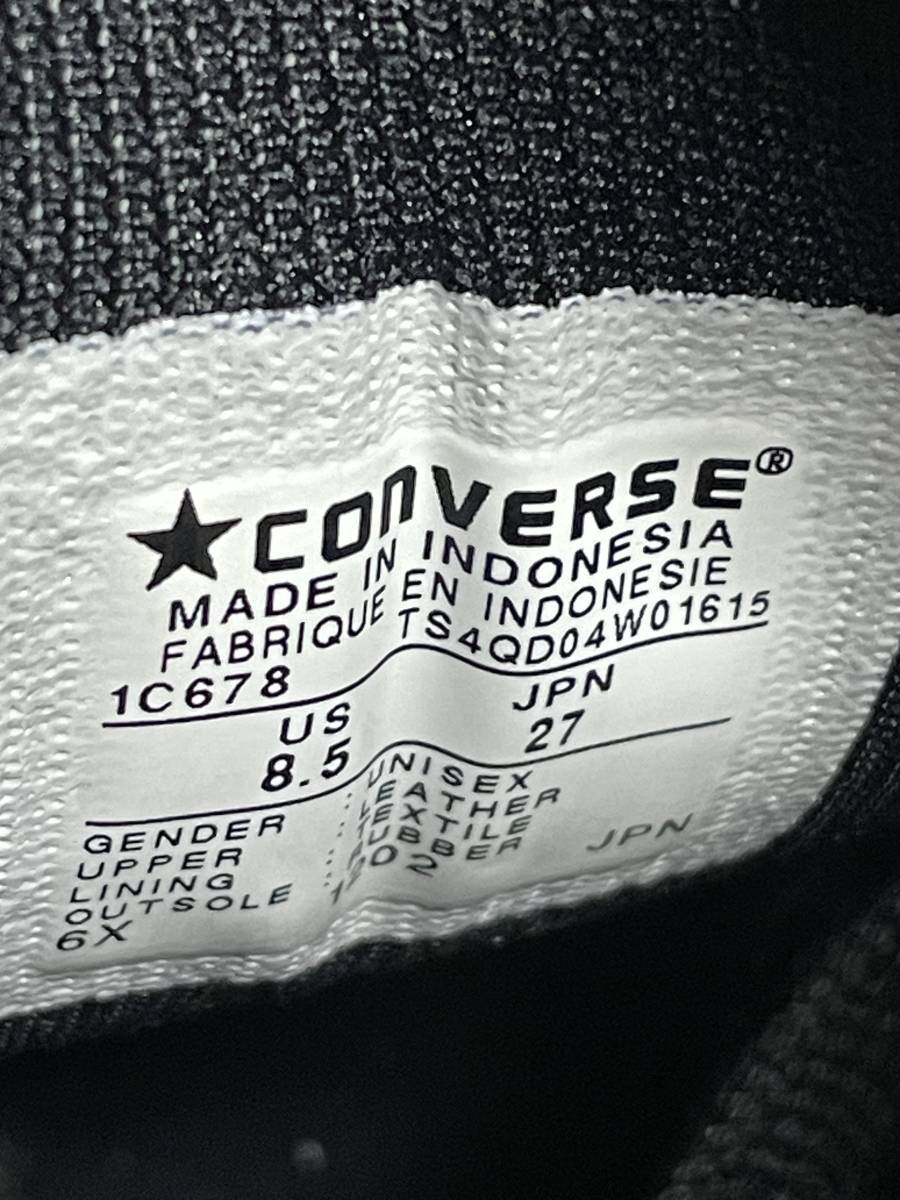 ★CONVERSE®
MADE IN INDONESIA
FABRIQUE EN INDONESIE
1C678 TS4QD04W01615
US JPN
8.5 27
GENDER : UNISEX
UPPER : LEATHER
LINING : TEXTILE
OUTSOLE : RUBBER
6X 1202 JPN